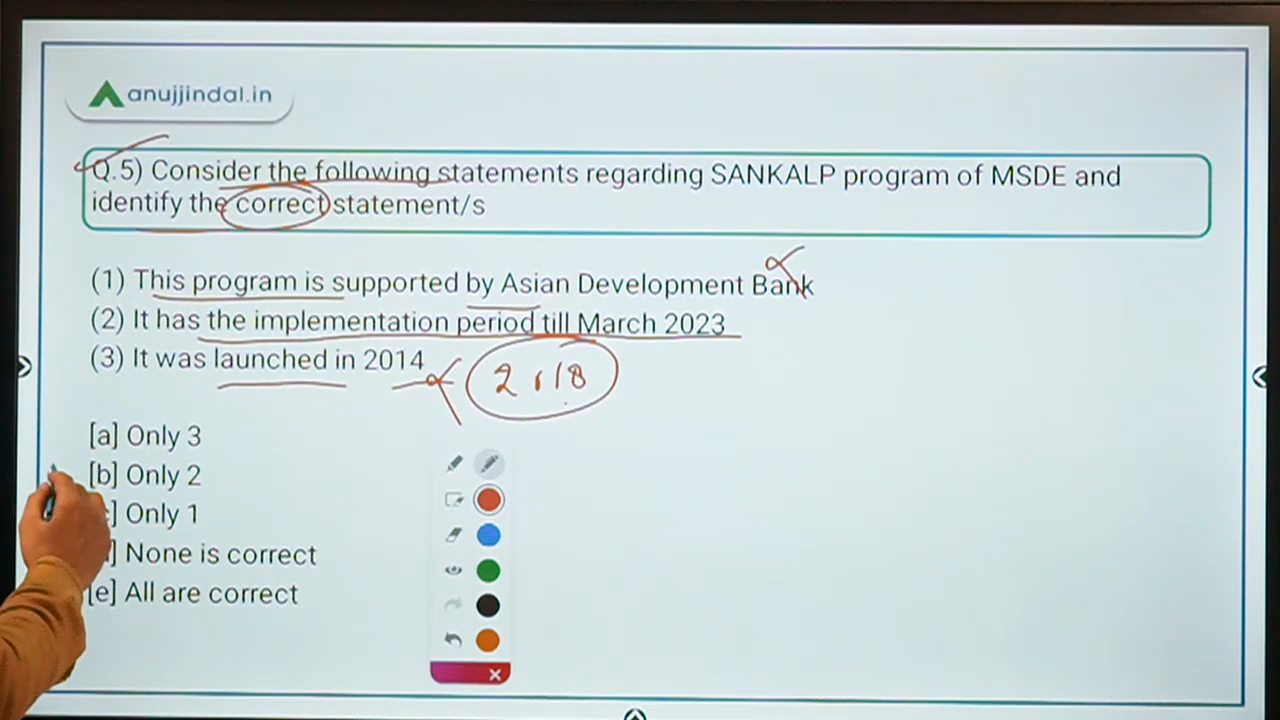 anujjindal.in
Q.5) Consider the following statements regarding SANKALP program of MSDE and
identify the correct statement/s
(1) This program is supported by Asian Development Bank
(2) It has the implementation period till March 2023
(3) It was launched in 2014
2018
[a] Only 3
[b] Only 2
] Only 1
] None is correct
[e] All are correct